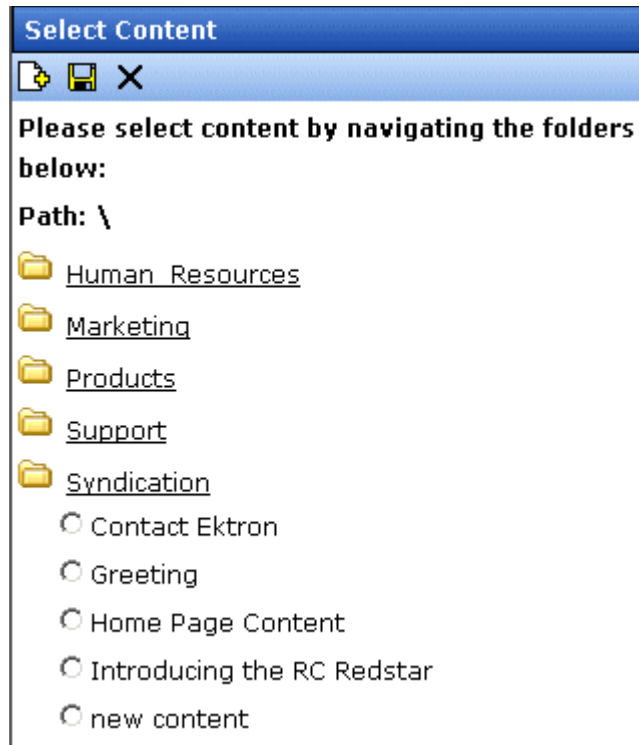 Select Content
Please select content by navigating the folders
below:
Path: \
Human_Resources
Marketing
Products
Support
Syndication
Contact Ektron
Greeting
Home Page Content
Introducing the RC Redstar
new content